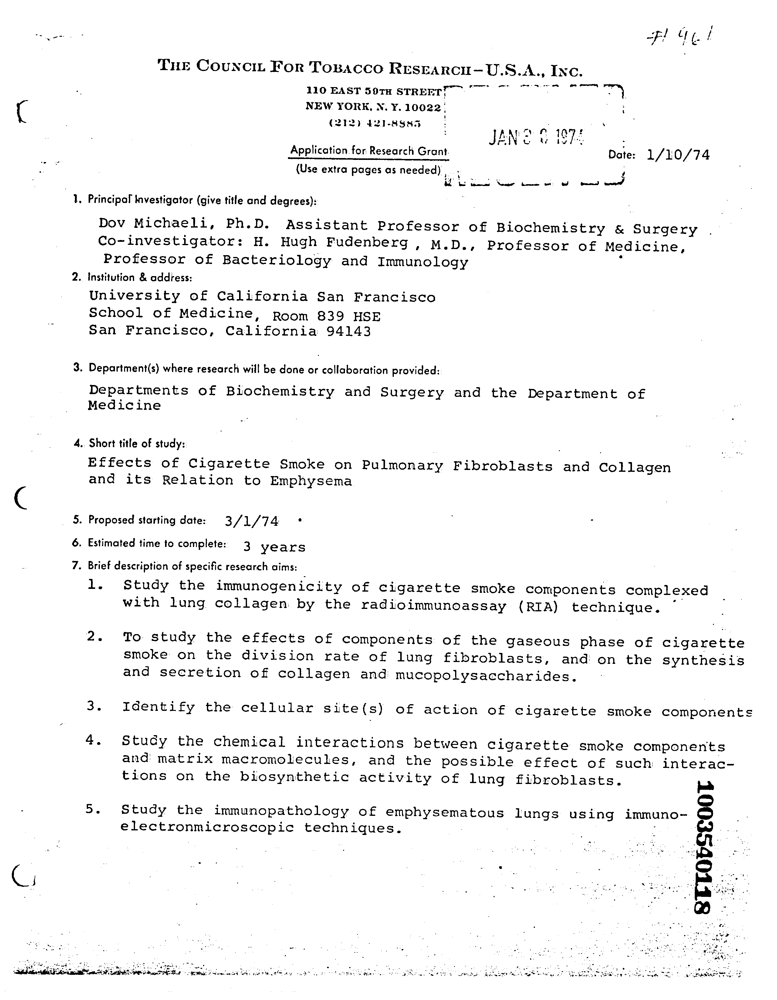 # 961
THE COUNCIL FOR TOBACCO RESEARCH-U.S.A., INC.
110 EAST 59TH STREET
NEW YORK, N. Y. 10022
(212) 421-8885
JAN 1974
Application for Research Grant
Date: 1/10/74
(Use extra pages as needed)
1. Principal Investigator (give title and degrees):
Dov Michaeli, Ph.D. Assistant Professor of Biochemistry & Surgery
Co-investigator: H. Hugh Fudenberg, M.D., Professor of Medicine,
Professor of Bacteriology and Immunology
2. Institution & address:
University of California San Francisco
School of Medicine, Room 839 HSE
San Francisco, California 94143
3. Department(s) where research will be done or collaboration provided:
Departments of Biochemistry and Surgery and the Department of
Medicine
4. Short title of study:
Effects of Cigarette Smoke on Pulmonary Fibroblasts and Collagen
and its Relation to Emphysema
5. Proposed starting date: 3/1/74
6. Estimated time to complete: 3 years
7. Brief description of specific research aims:
1. Study the immunogenicity of cigarette smoke components complexed
with lung collagen by the radioimmunoassay (RIA) technique.
2. To study the effects of components of the gaseous phase of cigarette
smoke on the division rate of lung fibroblasts, and on the synthesis
and secretion of collagen and mucopolysaccharides.
3. Identify the cellular site(s) of action of cigarette smoke components
4. Study the chemical interactions between cigarette smoke components
and matrix macromolecules, and the possible effect of such interac-
tions on the biosynthetic activity of lung fibroblasts.
5. Study the immunopathology of emphysematous lungs using immuno-
electronmicroscopic techniques.
1003540118